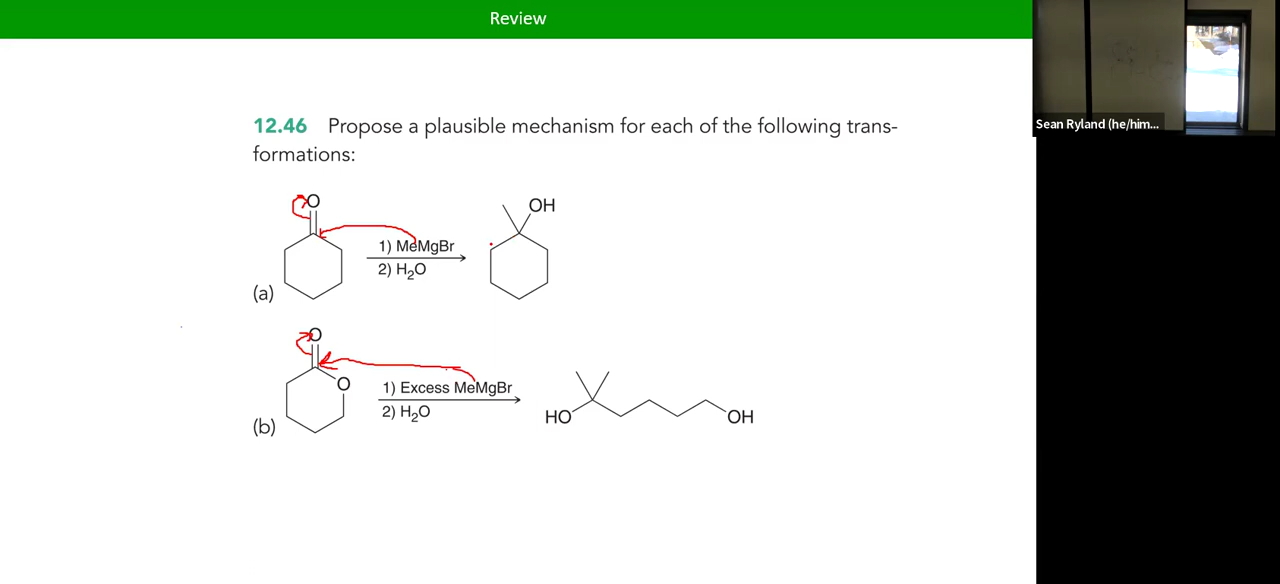 Review
Sean Ryland (he/him...
12.46 Propose a plausible mechanism for each of the following trans-
formations:
O
OH
1) MeMgBr
2) H₂O
(a)
O
O
1) Excess MeMgBr
2) H₂O
HO
OH
(b)